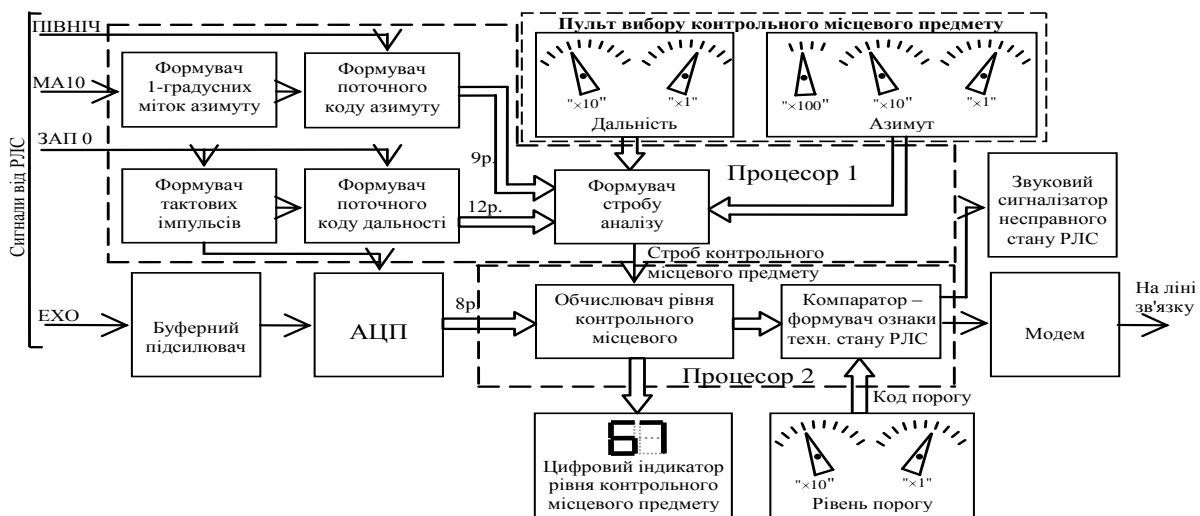 Сигнали від РЛС
ПІВНІЧ
МА10
ЗАП 0
ЕХО
Формувач
1-градусних
міток азимуту
Формувач
поточного
коду азимуту
Пульт вибору контрольного місцевого предмету
"×10"
"×1"
Дальність
"×100"
"×10"
"×1"
Азимут
9р.
Процесор 1
Формувач
тактових
імпульсів
Формувач
поточного
коду дальності
12р.
Формувач
стробу
аналізу
Звуковий
сигналізатор
несправного
стану РЛС
Строб контрольного
місцевого предмету
Буферний
підсилювач
АЦП
8р
Обчислювач рівня
контрольного
місцевого
Компаратор –
формувач ознаки
техн. стану РЛС
Модем
На ліні
зв'язку
Процесор 2
Код порогу
67
Цифровий індикатор
рівня контрольного
місцевого предмету
"×10"
"×1"
Рівень порогу